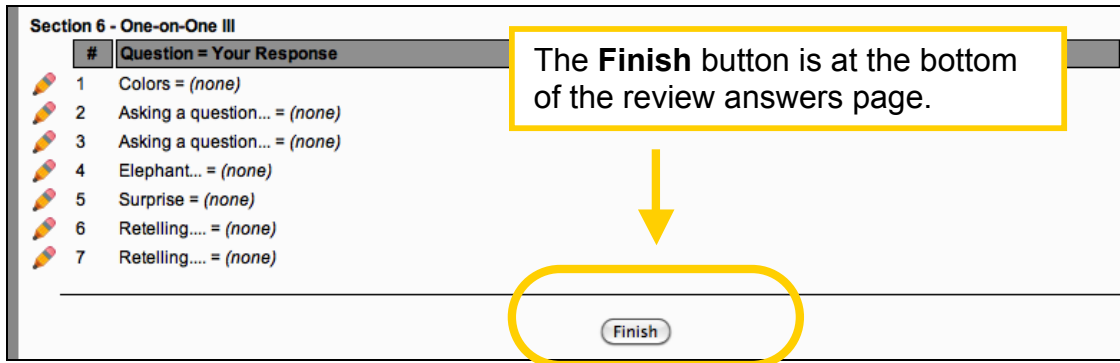 Section 6 - One-on-One III
# Question = Your Response
1 Colors = (none)
2 Asking a question... = (none)
3 Asking a question... = (none)
4 Elephant... = (none)
5 Surprise = (none)
6 Retelling.... = (none)
7 Retelling.... = (none)
The Finish button is at the bottom
of the review answers page.
Finish